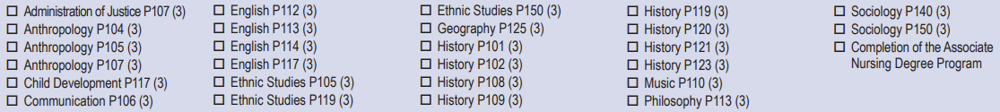 ☐ Administration of Justice P107 (3)
☐ Anthropology P104 (3)
☐ Anthropology P105 (3)
☐ Anthropology P107 (3)
☐ Child Development P117 (3)
☐ Communication P106 (3)
☐ English P112 (3)
☐ English P113 (3)
☐ English P114 (3)
☐ English P117 (3)
☐ Ethnic Studies P105 (3)
☐ Ethnic Studies P119 (3)
☐ Ethnic Studies P150 (3)
☐ Geography P125 (3)
☐ History P101 (3)
☐ History P102 (3)
☐ History P108 (3)
☐ History P109 (3)
☐ History P119 (3)
☐ History P120 (3)
☐ History P121 (3)
☐ History P123 (3)
☐ Music P110 (3)
☐ Philosophy P113 (3)
☐ Sociology P140 (3)
☐ Sociology P150 (3)
☐ Completion of the Associate
Nursing Degree Program